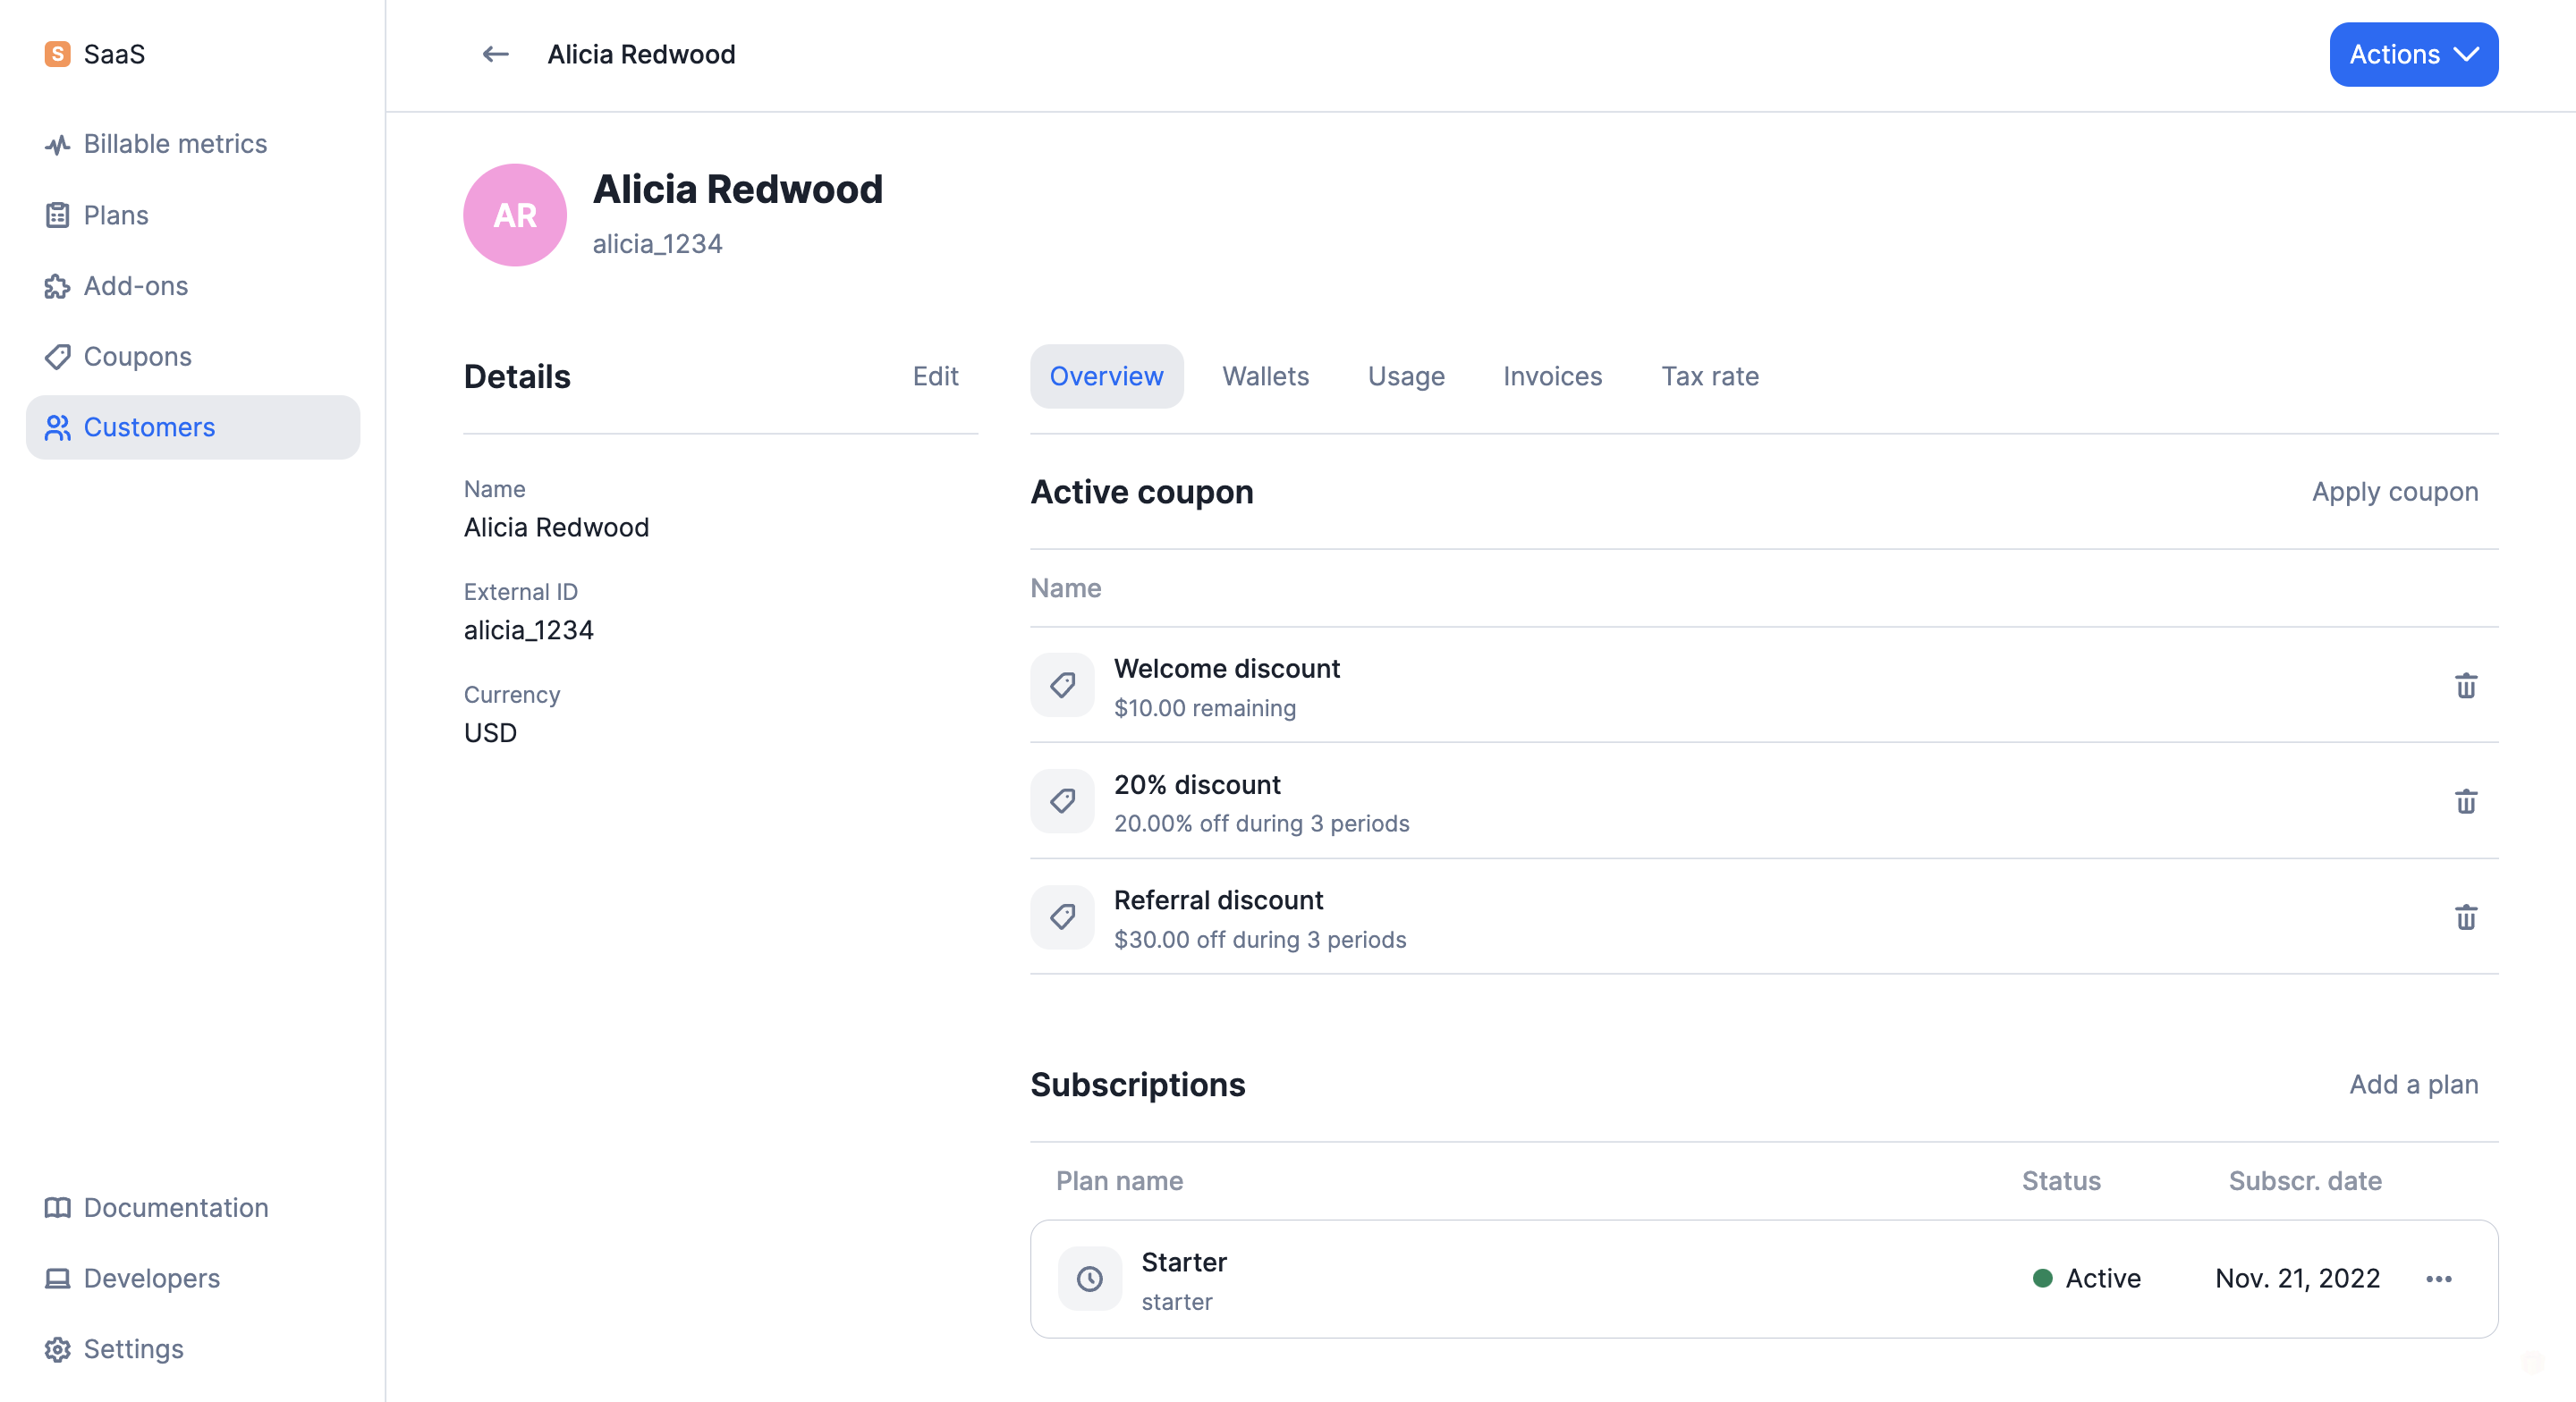 S SaaS
Billable metrics
Plans
Add-ons
Coupons
Customers
Documentation
Developers
Settings
Alicia Redwood
Actions
AR
Alicia Redwood
alicia_1234
Details
Edit
Name
Alicia Redwood
External ID
alicia_1234
Currency
USD
Overview Wallets Usage Invoices Tax rate
Active coupon
Apply coupon
Name
Welcome discount
$10.00 remaining
20% discount
20.00% off during 3 periods
Referral discount
$30.00 off during 3 periods
Subscriptions
Add a plan
Plan name Status Subscr. date
Starter
starter
Active
Nov. 21, 2022